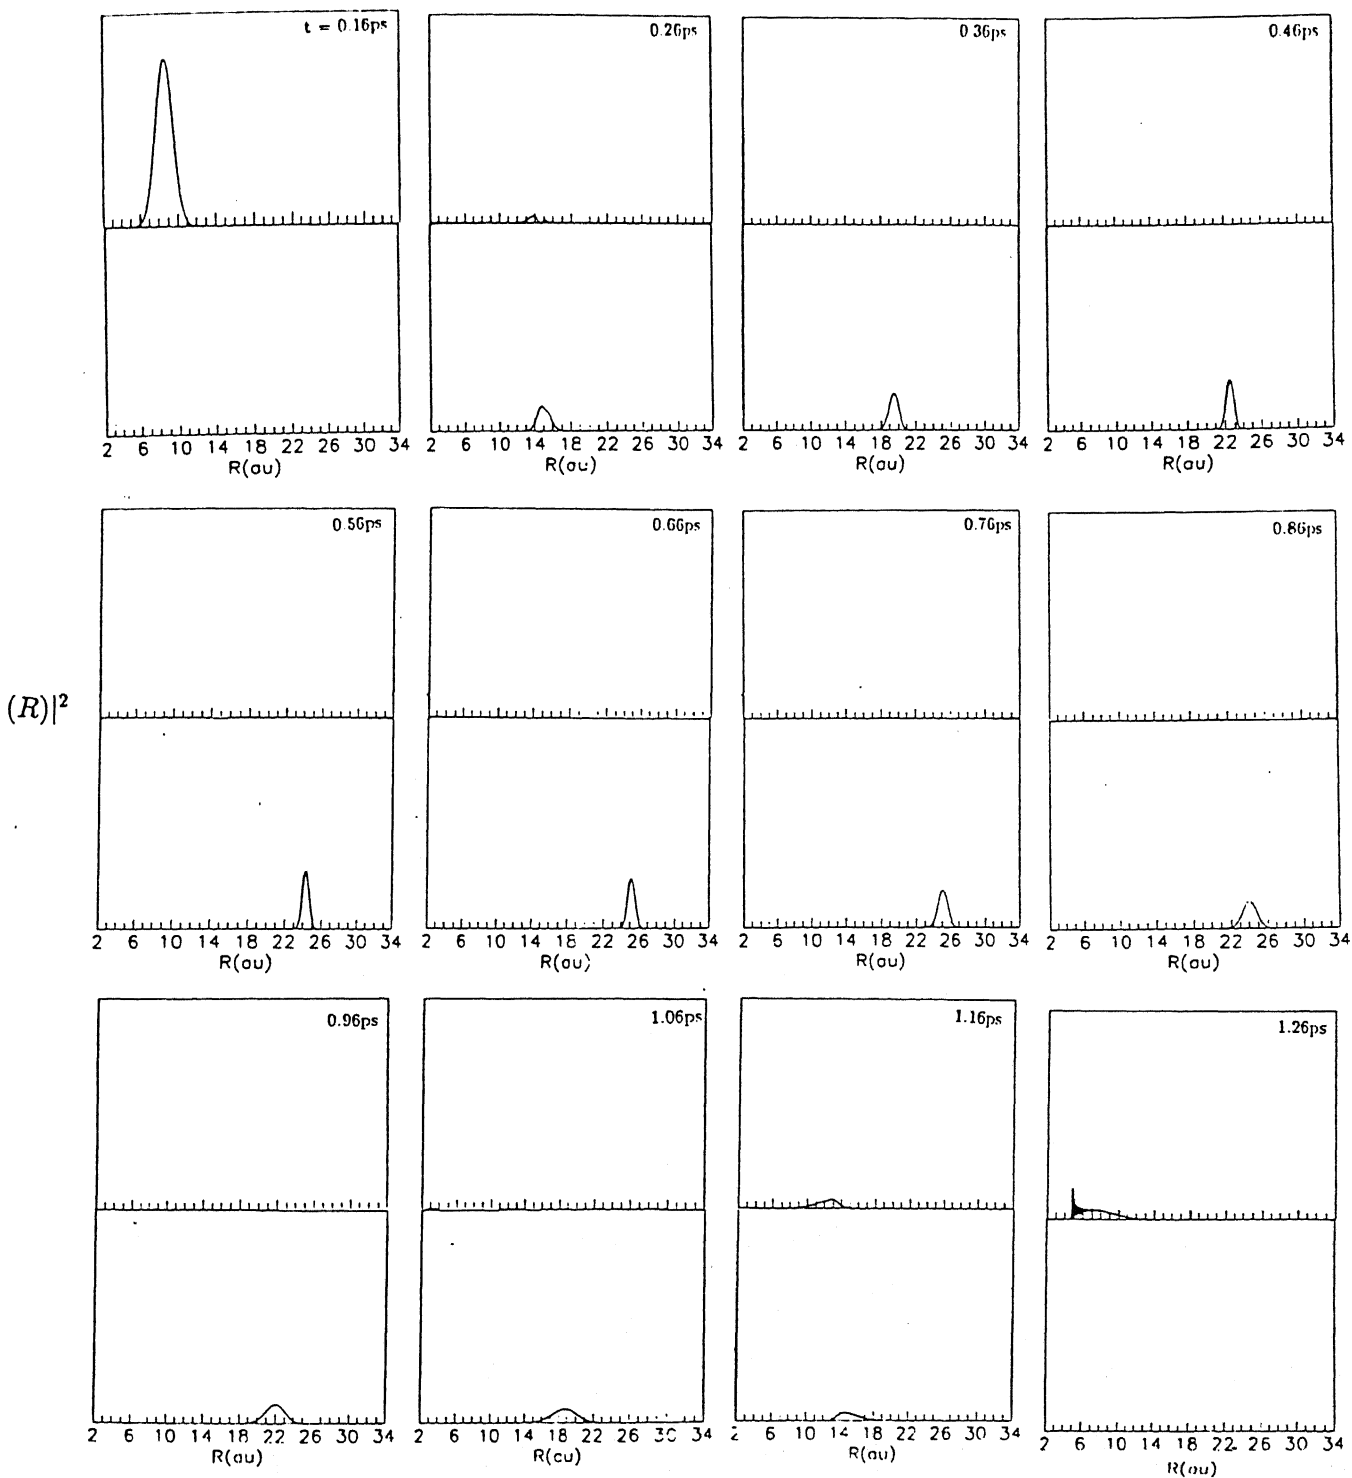 t = 0.16ps
0.26ps
0.36ps
0.46ps
2 6 10 14 18 22 26 30 34
2 6 10 14 18 22 26 30 34
2 6 10 14 18 22 26 30 34
2 6 10 14 18 22 26 30 34
R(au)
R(au)
R(au)
R(au)
0.56ps
0.66ps
0.76ps
0.86ps
(R)|²
2 6 10 14 18 22 26 30 34
2 6 10 14 18 22 26 30 34
2 6 10 14 18 22 26 30 34
2 6 10 14 18 22 26 30 34
R(au)
R(au)
R(au)
R(au)
0.96ps
1.06ps
1.16ps
1.26ps
2 6 10 14 18 22 26 30 34
2 6 10 14 18 22 26 30 34
2 6 10 14 18 22 26 30 34
2 6 10 14 18 22 26 30 34
R(au)
R(au)
R(au)
R(au)